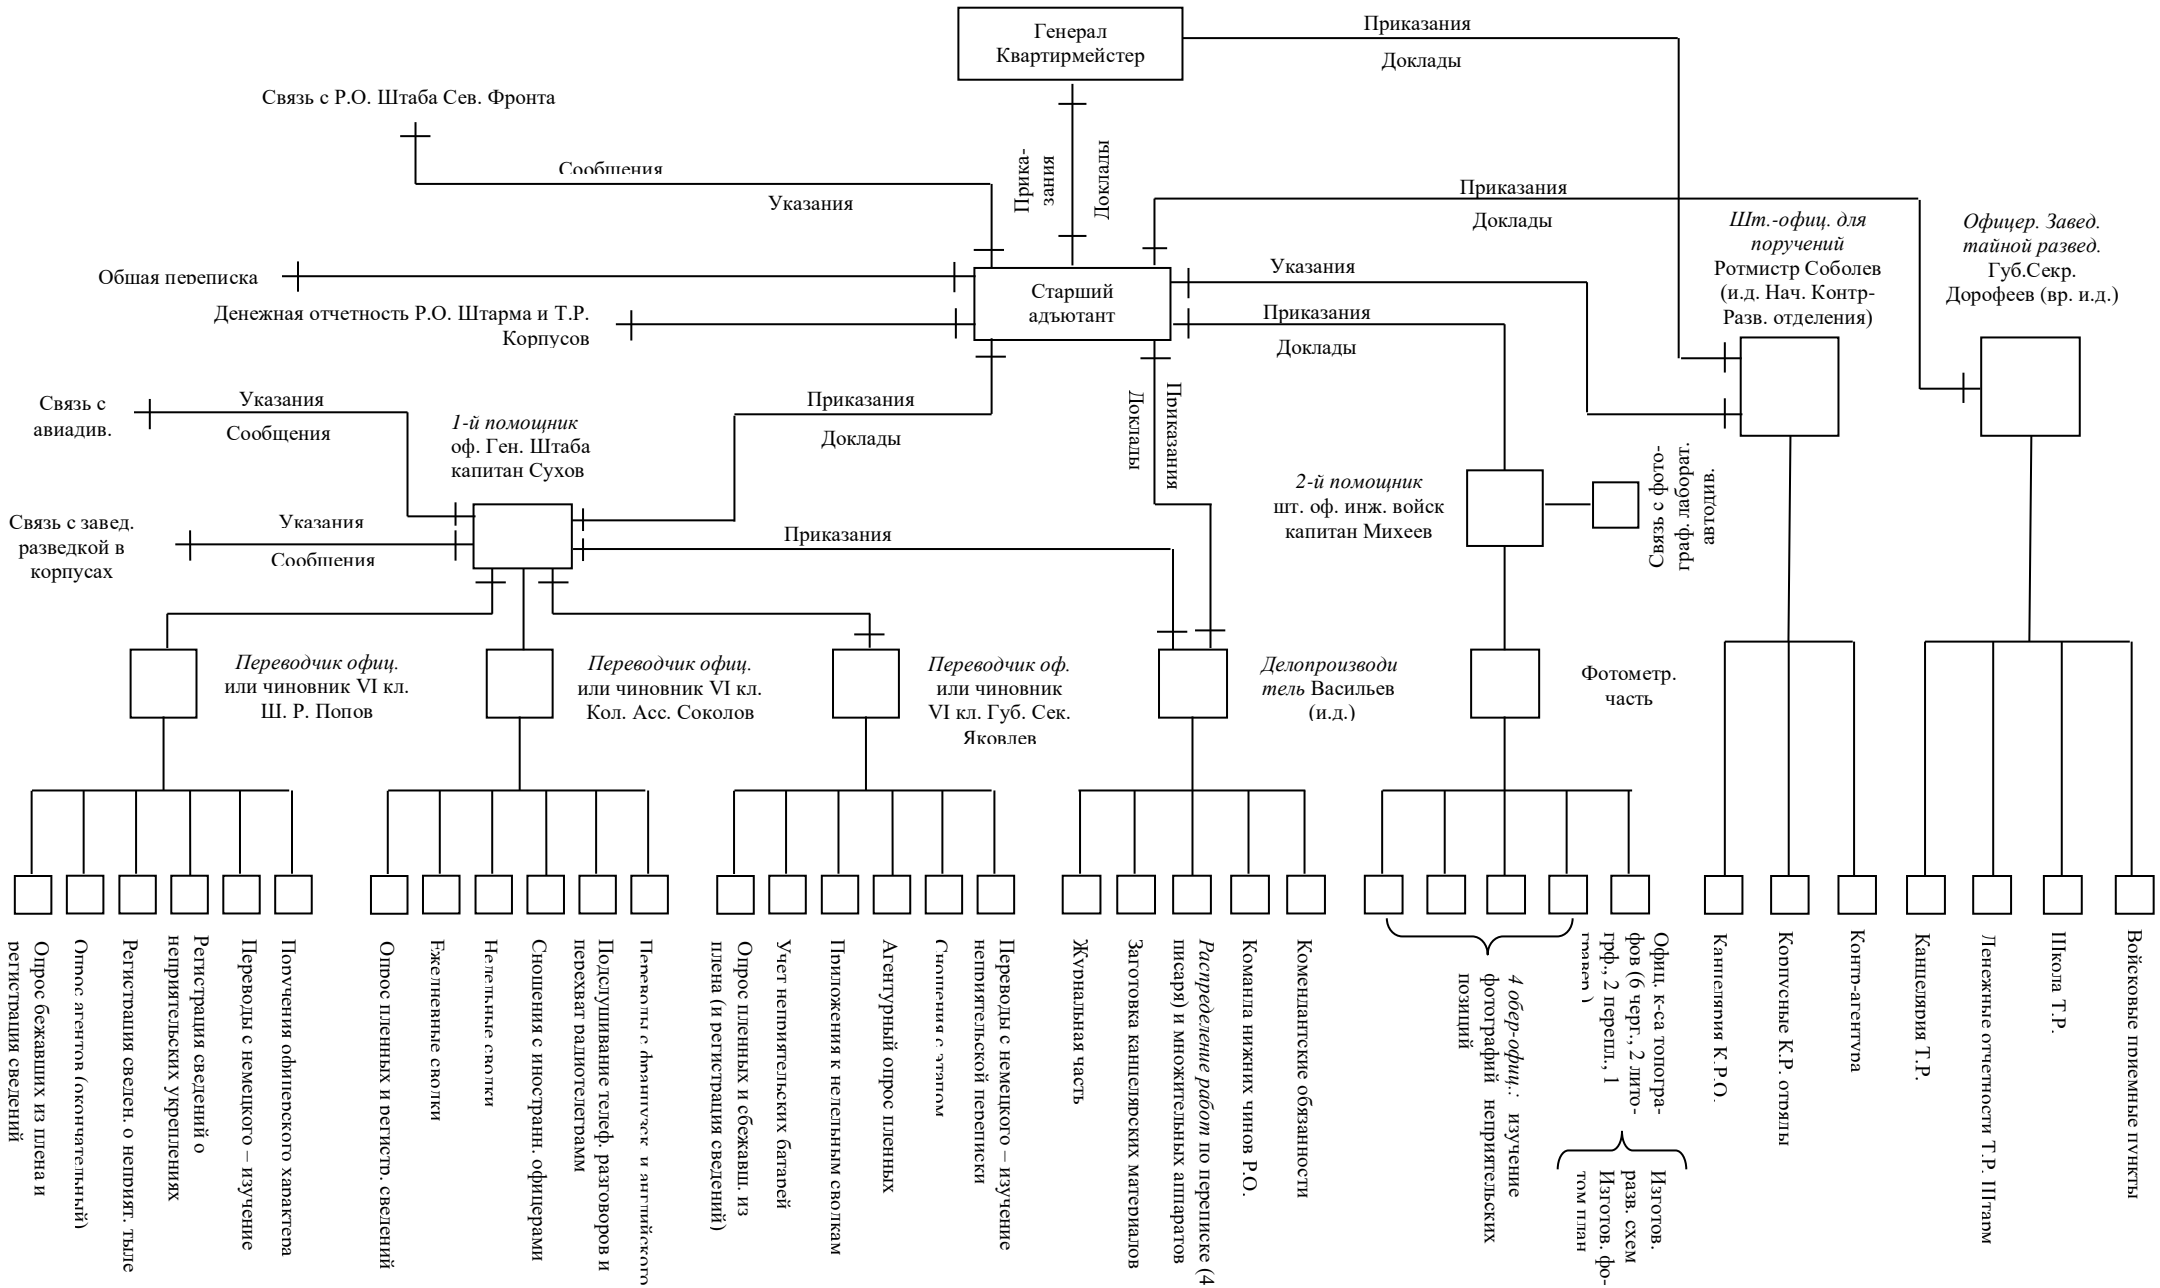 Генерал
Квартирмейстер
Приказания
Доклады
Связь с Р.О. Штаба Сев. Фронта
Сообщения
Указания
Прика-
зания
Доклады
Приказания
Доклады
Шт.-офиц. для
поручений
Ротмистр Соболев
(и.д. Нач. Контр-
Разв. отделения)
Офицер. Завед.
тайной развед.
Губ.Секр.
Дорофеев (вр. и.д.)
Общая переписка
Денежная отчетность Р.О. Штарма и Т.Р.
Корпусов
Старший
адъютант
Указания
Приказания
Доклады
Связь с
авиадив.
Указания
Сообщения
1-й помощник
оф. Ген. Штаба
капитан Сухов
Приказания
Доклады
Приказания
Доклады
2-й помощник
шт. оф. инж. войск
капитан Михеев
Связь с фото-
граф. лаборат.
автодив.
Связь с завед.
разведкой в
корпусах
Указания
Сообщения
Приказания
Переводчик офиц.
или чиновник VI кл.
Ш. Р. Попов
Переводчик офиц.
или чиновник VI кл.
Кол. Асс. Соколов
Переводчик оф.
или чиновник
VI кл. Губ. Сек.
Яковлев
Делопроизводи
тель Васильев
(и.д.)
Фотометр.
часть
Опрос бежавших из плена и
регистрация сведений
Опрос агентов (окончательный)
Регистрация сведен. о неприят. тыле
Регистрация сведений о
неприятельских укреплениях
Переводы с немецкого – изучение
Поручения офицерского характера
Опрос пленных и регистр. сведений
Ежедневные сводки
Недельные сводки
Сношения с иностранн. офицерами
Подслушивание телеф. разговоров и
перехват радиотелеграмм
Переводы с французск. и английского
Опрос пленных и сбежавш. из
плена (и регистрация сведений)
Учет неприятельских батарей
Приложения к недельным сводкам
Агентурный опрос пленных
Сношения с этапом
Переводы с немецкого – изучение
неприятельской переписки
Журнальная часть
Заготовка канцелярских материалов
Распределение работ по переписке (4
писаря) и множительных аппаратов
Команда нижних чинов Р.О.
Комендантские обязанности
4 обер-офиц.: изучение
фотографий неприятельских
позиций
Офиц. к-са топогра-
фов (6 черт., 2 лито-
грф., 2 перепл., 1
гравер.)
Изготов.
разв. схем
Изготов. фо-
том план
Канцелярия К.Р.О.
Корпусные К.Р. отряды
Контр-агентура
Канцелярия Т.Р.
Денежные отчетности Т.Р. Штарм
Школа Т.Р.
Войсковые приемные пункты